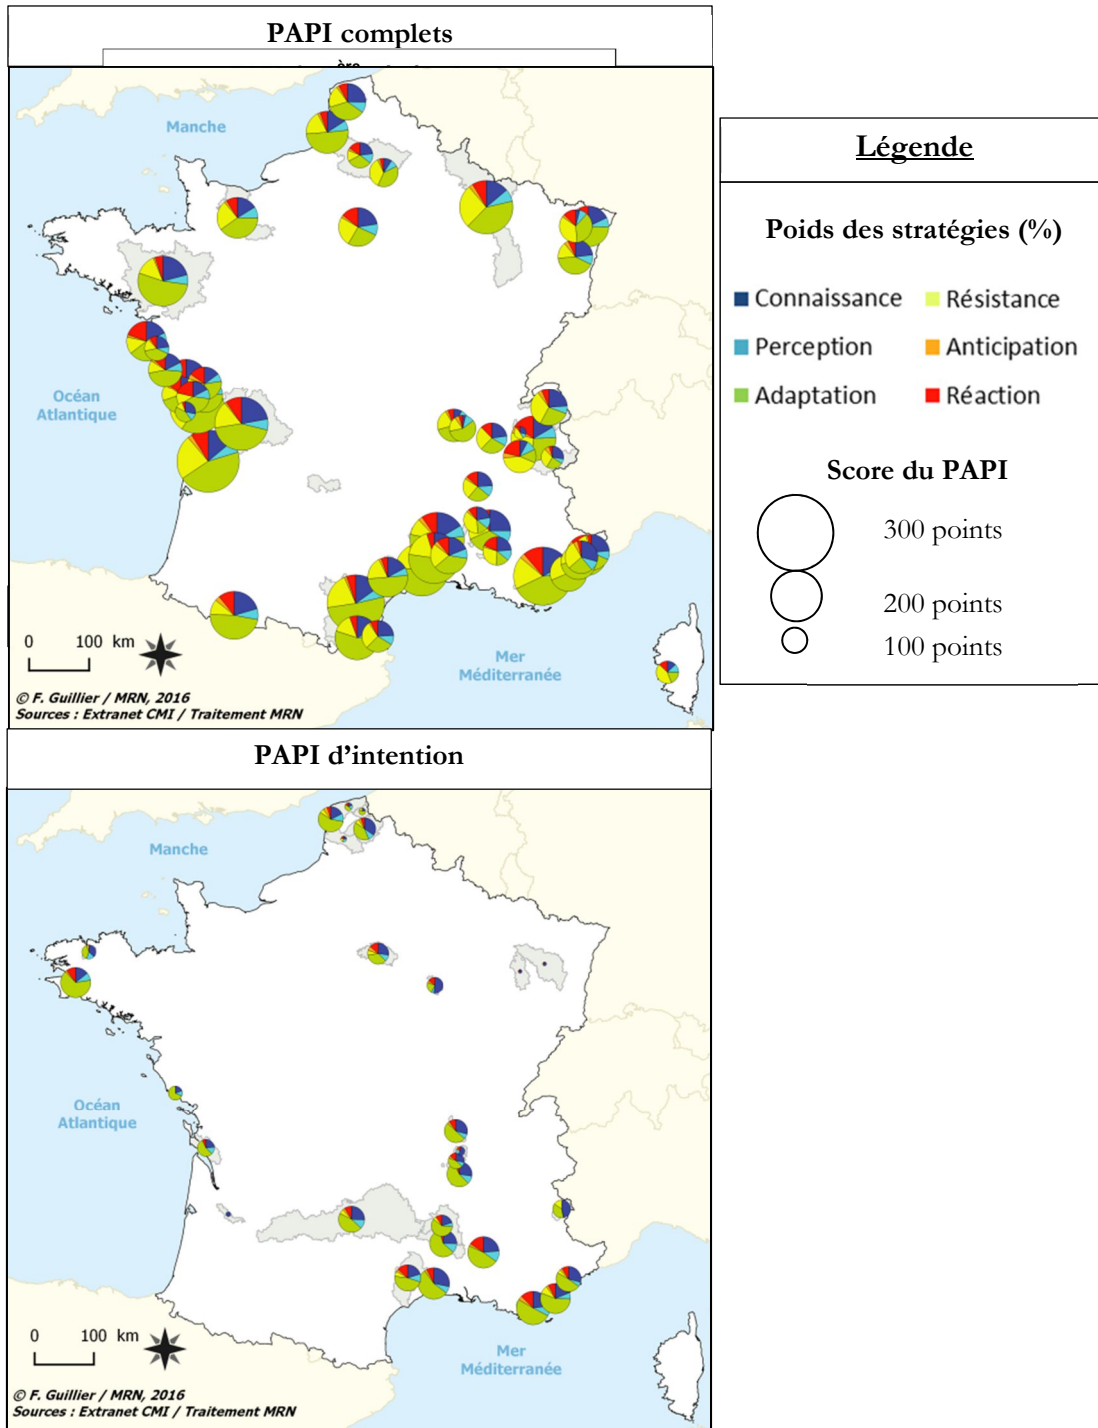 PAPI complets
ère
Manche
Océan
Atlantique
Mer
Méditerranée
0 100 km
© F. Guillier / MRN, 2016
Sources : Extranet CMI / Traitement MRN
Légende
Poids des stratégies (%)
Connaissance
Résistance
Perception
Anticipation
Adaptation
Réaction
Score du PAPI
300 points
200 points
100 points
PAPI d’intention
Manche
Océan
Atlantique
Mer
Méditerranée
0 100 km
© F. Guillier / MRN, 2016
Sources : Extranet CMI / Traitement MRN